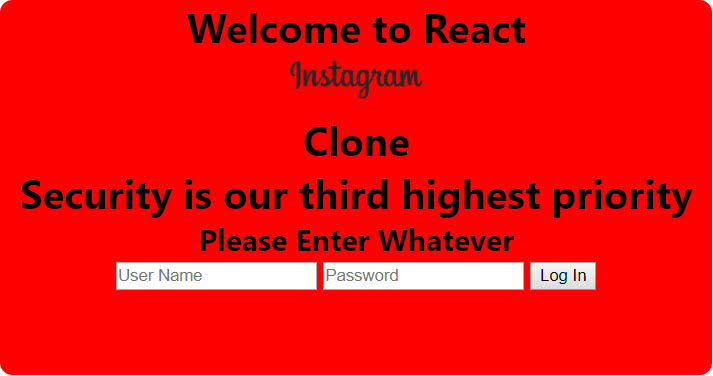 Welcome to React
Instagram
Clone
Security is our third highest priority
Please Enter Whatever
User Name Password Log In